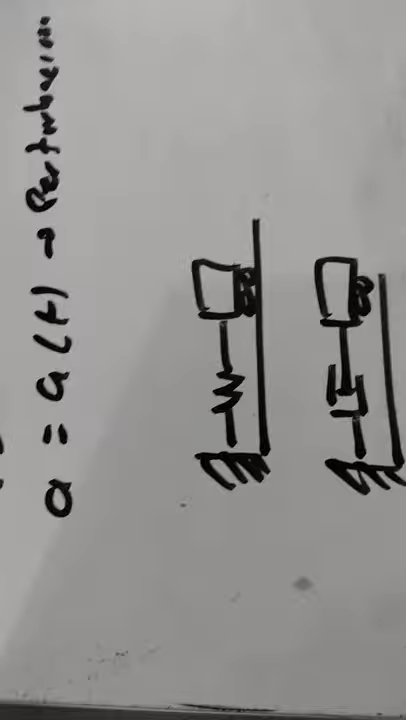 a = a(t) → Perturbación